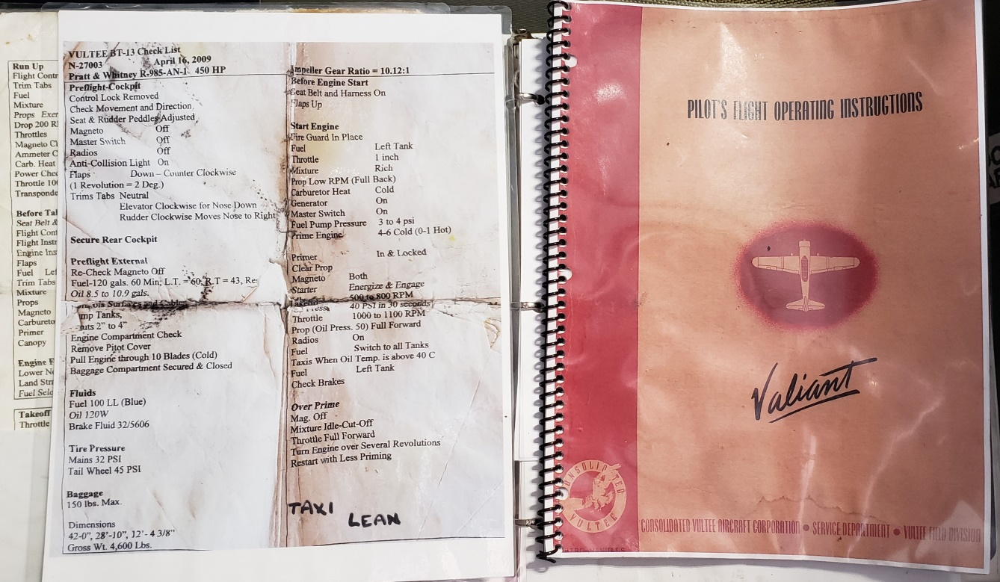 Run Up
Flight Contr
Trim Tabs
Fuel
Mixture
Props Exer
Drop 200 R
Throttles
Magneto C
Ammeter C
Carb. Heat
Power Chec
Throttle 10
Transponde
Before Ta
Seat Belt &
Flight Cont
Flight Instr
Engine Ins
Flaps
Fuel Lef
Trim Tabs
Mixture
Props
Magneto
Carbureto
Primer
Canopy
Engine F
Lower N
Land Stra
Fuel Sele
Takeoff
Throttle
VULTEE BT-13 Check List
N-27003 April 16, 2009
Pratt & Whitney R-985-AN-1 450 HP
Preflight-Cockpit
Control Lock Removed
Check Movement and Direction
Seat & Rudder Peddles Adjusted
Magneto Off
Master Switch Off
Radios Off
Anti-Collision Light On
Flaps Down – Counter Clockwise
(1 Revolution = 2 Deg.)
Trims Tabs Neutral
Elevator Clockwise for Nose Down
Rudder Clockwise Moves Nose to Right
Secure Rear Cockpit
Preflight External
Re-Check Magneto Off
Fuel-120 gals. 60 Min; L.T. = 60, R T = 43, Res
Oil 8.5 to 10.9 gals.
Surfaces and
mp Tanks,
uts 2" to 4"
Engine Compartment Check
Remove Pitot Cover
Pull Engine through 10 Blades (Cold)
Baggage Compartment Secured & Closed
Fluids
Fuel 100 LL (Blue)
Oil 120W
Brake Fluid 32/5606
Tire Pressure
Mains 32 PSI
Tail Wheel 45 PSI
Baggage
150 lbs. Max.
Dimensions
42-0", 28'-10", 12'- 4 3/8"
Gross Wt. 4,600 Lbs.
Impeller Gear Ratio = 10.12:1
Before Engine Start
Seat Belt and Harness On
Flaps Up
Start Engine
Fire Guard In Place
Fuel Left Tank
Throttle 1 inch
Mixture Rich
Prop Low RPM (Full Back)
Carburetor Heat Cold
Generator On
Master Switch On
Fuel Pump Pressure 3 to 4 psi
Prime Engine 4-6 Cold (0-1 Hot)
Primer In & Locked
Clear Prop
Magneto Both
Starter Energize & Engage
500 to 800 RPM
40 PSI in 30 seconds
Throttle 1000 to 1100 RPM
Prop (Oil Press. 50) Full Forward
Radios On
Fuel Switch to all Tanks
Taxis When Oil Temp. is above 40 C
Fuel Left Tank
Check Brakes
Over Prime
Mag. Off
Mixture Idle-Cut-Off
Throttle Full Forward
Turn Engine over Several Revolutions
Restart with Less Priming
TAXI LEAN
PILOT'S FLIGHT OPERATING INSTRUCTIONS
Valiant
CONSOLIDATED
VULTEE
CONSOLIDATED VULTEE AIRCRAFT CORPORATION • SERVICE DEPARTMENT • VULTEE FIELD DIVISION